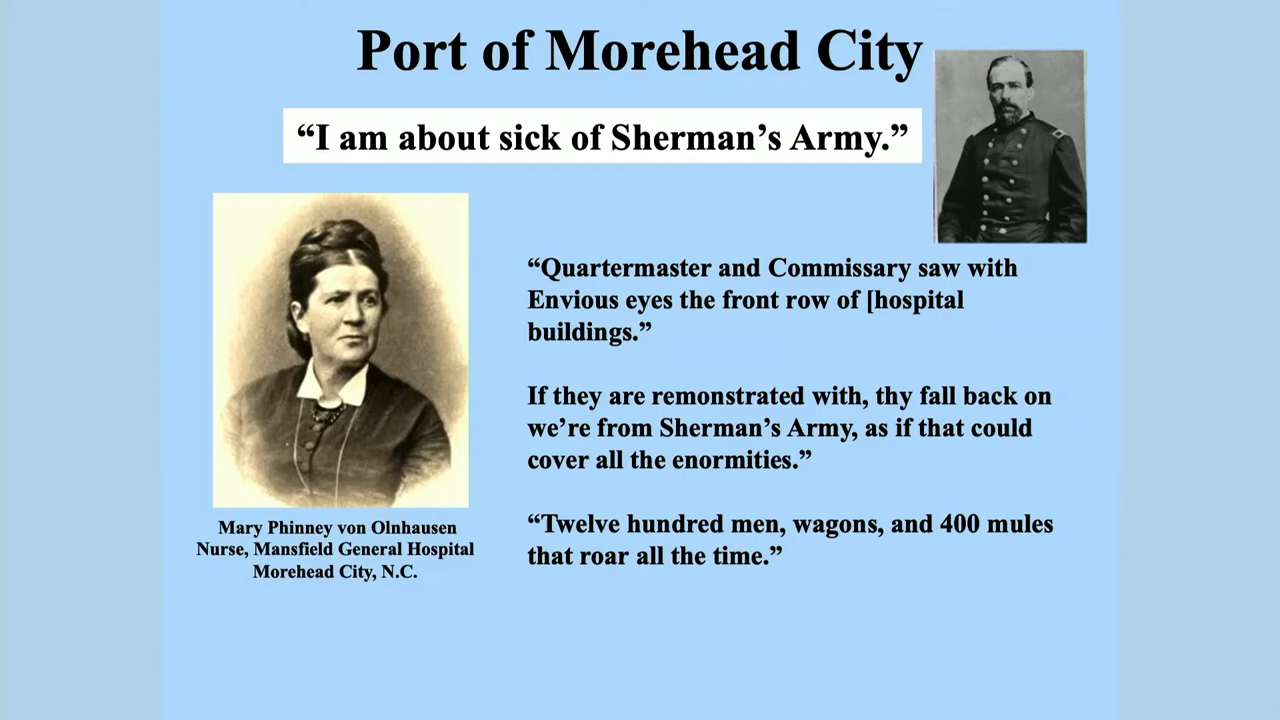 Port of Morehead City
“I am about sick of Sherman’s Army.”
“Quartermaster and Commissary saw with
Envious eyes the front row of [hospital
buildings.”
If they are remonstrated with, thy fall back on
we’re from Sherman’s Army, as if that could
cover all the enormities.”
“Twelve hundred men, wagons, and 400 mules
that roar all the time.”
Mary Phinney von Olnhausen
Nurse, Mansfield General Hospital
Morehead City, N.C.